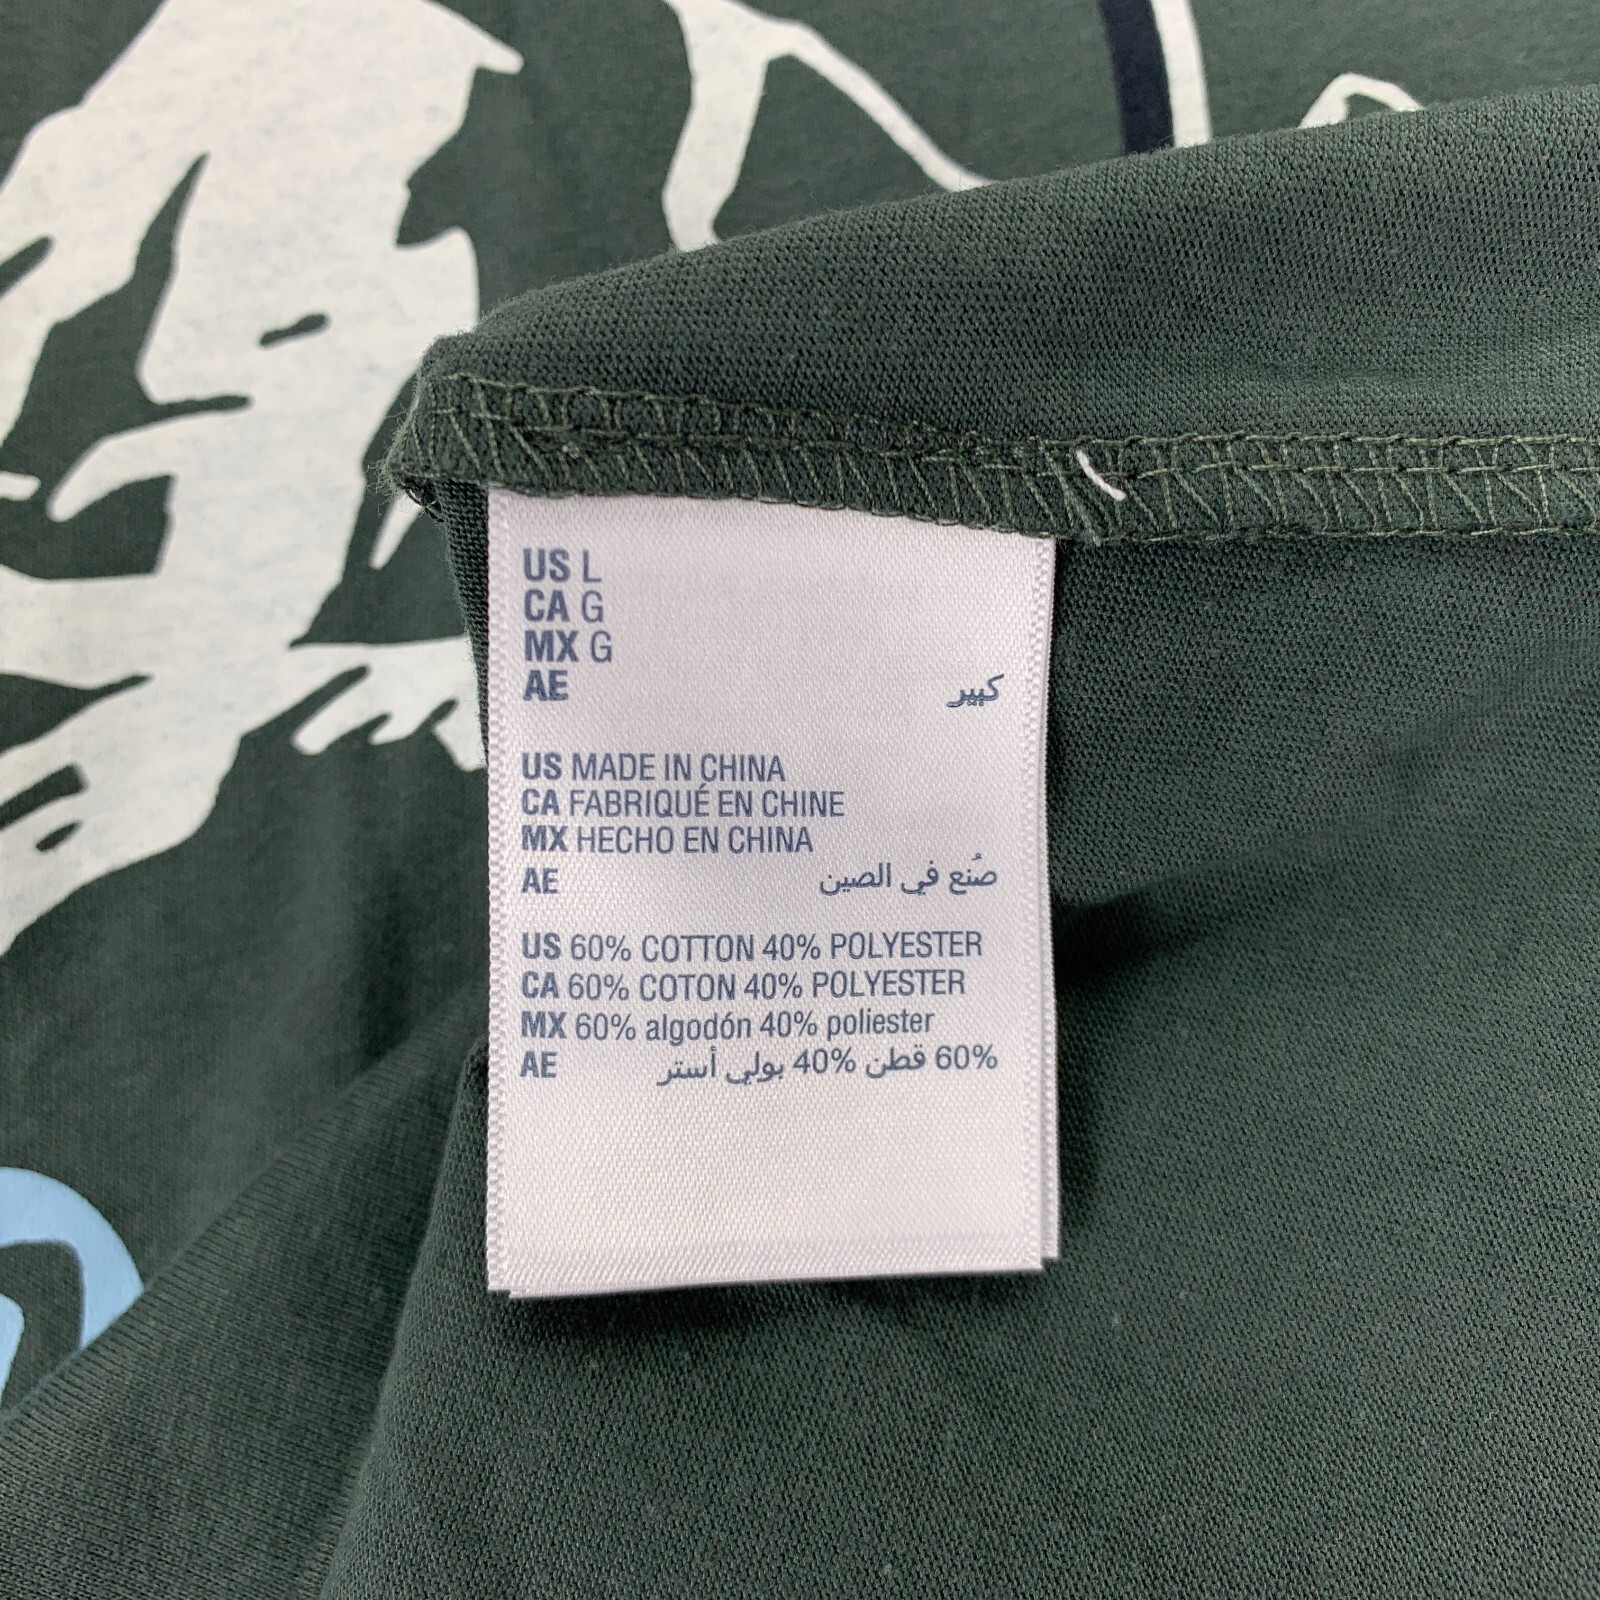 US L
CA G
MX G
AE كبير
US MADE IN CHINA
CA FABRIQUÉ EN CHINE
MX HECHO EN CHINA
AE صُنع في الصين
US 60% COTTON 40% POLYESTER
CA 60% COTON 40% POLYESTER
MX 60% algodón 40% poliester
AE 60% قطن 40% بولي أستر